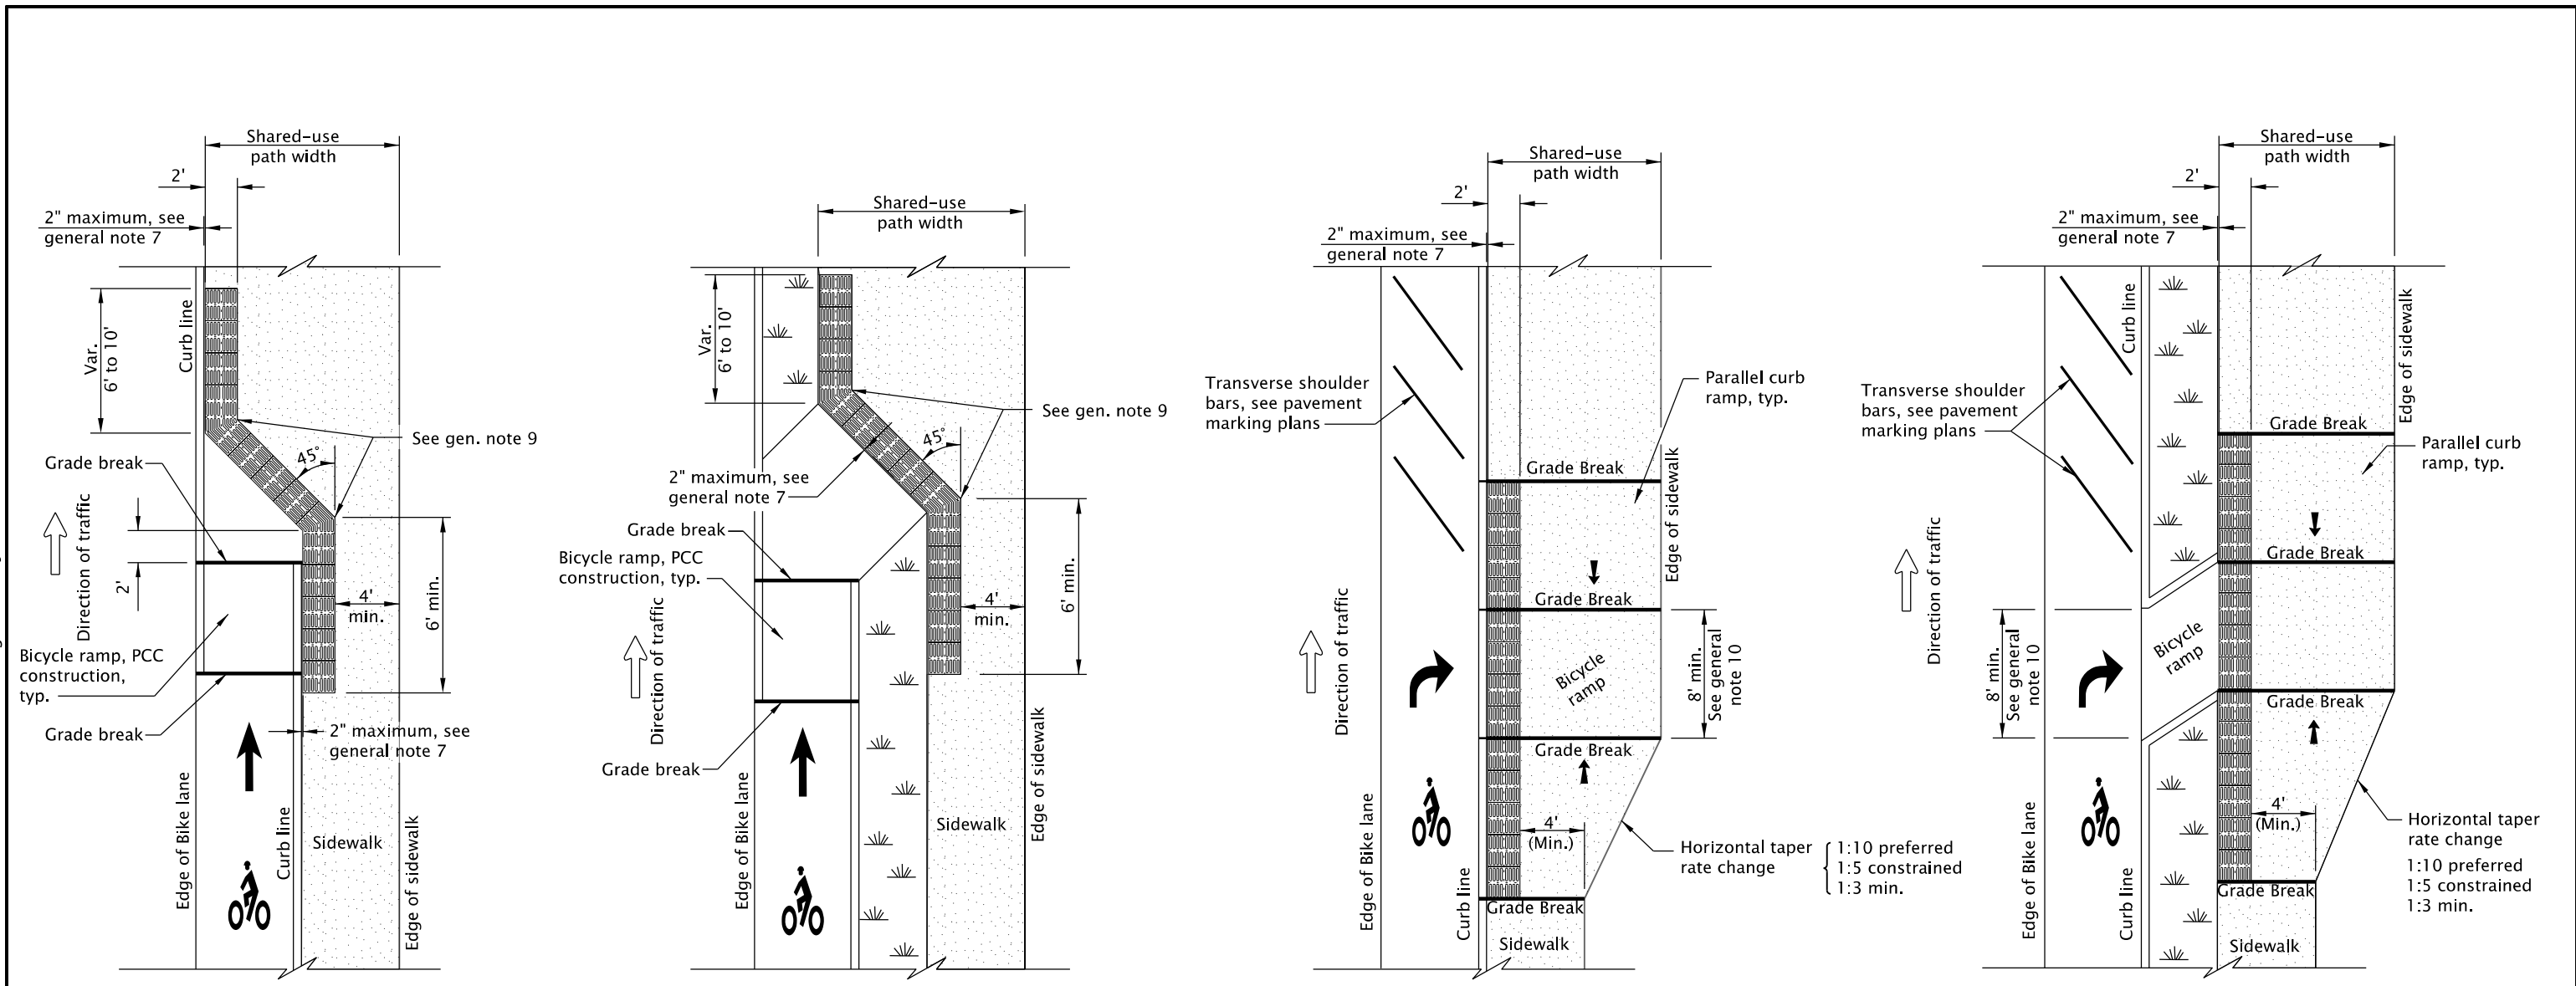 Shared-use
path width
2'
2" maximum, see
general note 7
Var.
6' to 10'
Curb line
See gen. note 9
45°
Grade break
Direction of traffic
2'
4'
min.
6' min.
Bicycle ramp, PCC
construction,
typ.
Grade break
2" maximum, see
general note 7
Edge of Bike lane
Curb line
Sidewalk
Edge of sidewalk
Shared-use
path width
Var.
6' to 10'
See gen. note 9
45°
2" maximum, see
general note 7
Grade break
Bicycle ramp, PCC
construction, typ.
4'
min.
6' min.
Direction of traffic
Grade break
Edge of Bike lane
Sidewalk
Edge of sidewalk
Shared-use
path width
2'
2" maximum, see
general note 7
Transverse shoulder
bars, see pavement
marking plans
Parallel curb
ramp, typ.
Grade Break
Edge of sidewalk
Grade Break
Direction of traffic
Bicycle
ramp
8' min.
See general
note 10
Grade Break
4'
(Min.)
Horizontal taper
rate change
1:10 preferred
1:5 constrained
1:3 min.
Edge of Bike lane
Curb line
Grade Break
Sidewalk
Shared-use
path width
2'
2" maximum, see
general note 7
Curb line
Edge of sidewalk
Transverse shoulder
bars, see pavement
marking plans
Grade Break
Parallel curb
ramp, typ.
Direction of traffic
Grade Break
8' min.
See general
note 10
Bicycle
ramp
Grade Break
4'
(Min.)
Horizontal taper
rate change
1:10 preferred
1:5 constrained
1:3 min.
Edge of Bike lane
Curb line
Grade Break
Sidewalk